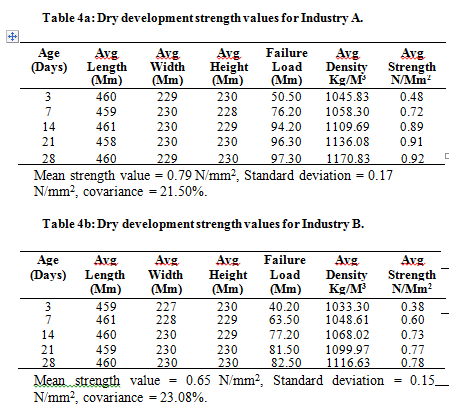 Table 4a: Dry development strength values for Industry A.
Age Avg Avg Avg Failure Avg Avg
(Days) Length Width Height Load Density Strength
(Mm) (Mm) (Mm) (Mm) Kg/M³ N/Mm²
3 460 229 230 50.50 1045.83 0.48
7 459 230 228 76.20 1058.30 0.72
14 461 230 229 94.20 1109.69 0.89
21 458 230 230 96.30 1136.08 0.91
28 460 229 230 97.30 1170.83 0.92
Mean strength value = 0.79 N/mm², Standard deviation = 0.17
N/mm², covariance = 21.50%.
Table 4b: Dry development strength values for Industry B.
Age Avg Avg Avg Failure Avg Avg
(Days) Length Width Height Load Density Strength
(Mm) (Mm) (Mm) (Mm) Kg/M³ N/Mm²
3 459 227 230 40.20 1033.30 0.38
7 461 228 229 63.50 1048.61 0.60
14 460 230 229 77.20 1068.02 0.73
21 459 230 230 81.50 1099.97 0.77
28 460 230 230 82.50 1116.63 0.78
Mean strength value = 0.65 N/mm², Standard deviation = 0.15
N/mm², covariance = 23.08%.